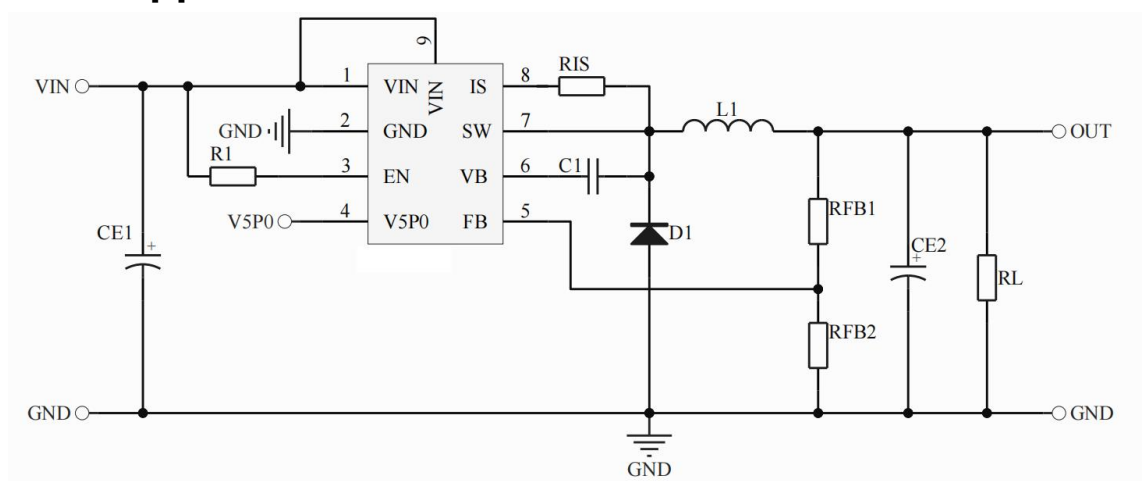 9
VIN
1
VIN
VIN
IS
8
RIS
GND
2
GND
SW
7
L1
OUT
R1
3
EN
VB
6
C1
V5P0
4
V5P0
FB
5
RFB1
D1
CE1
+
CE2
+
RL
RFB2
GND
GND
GND